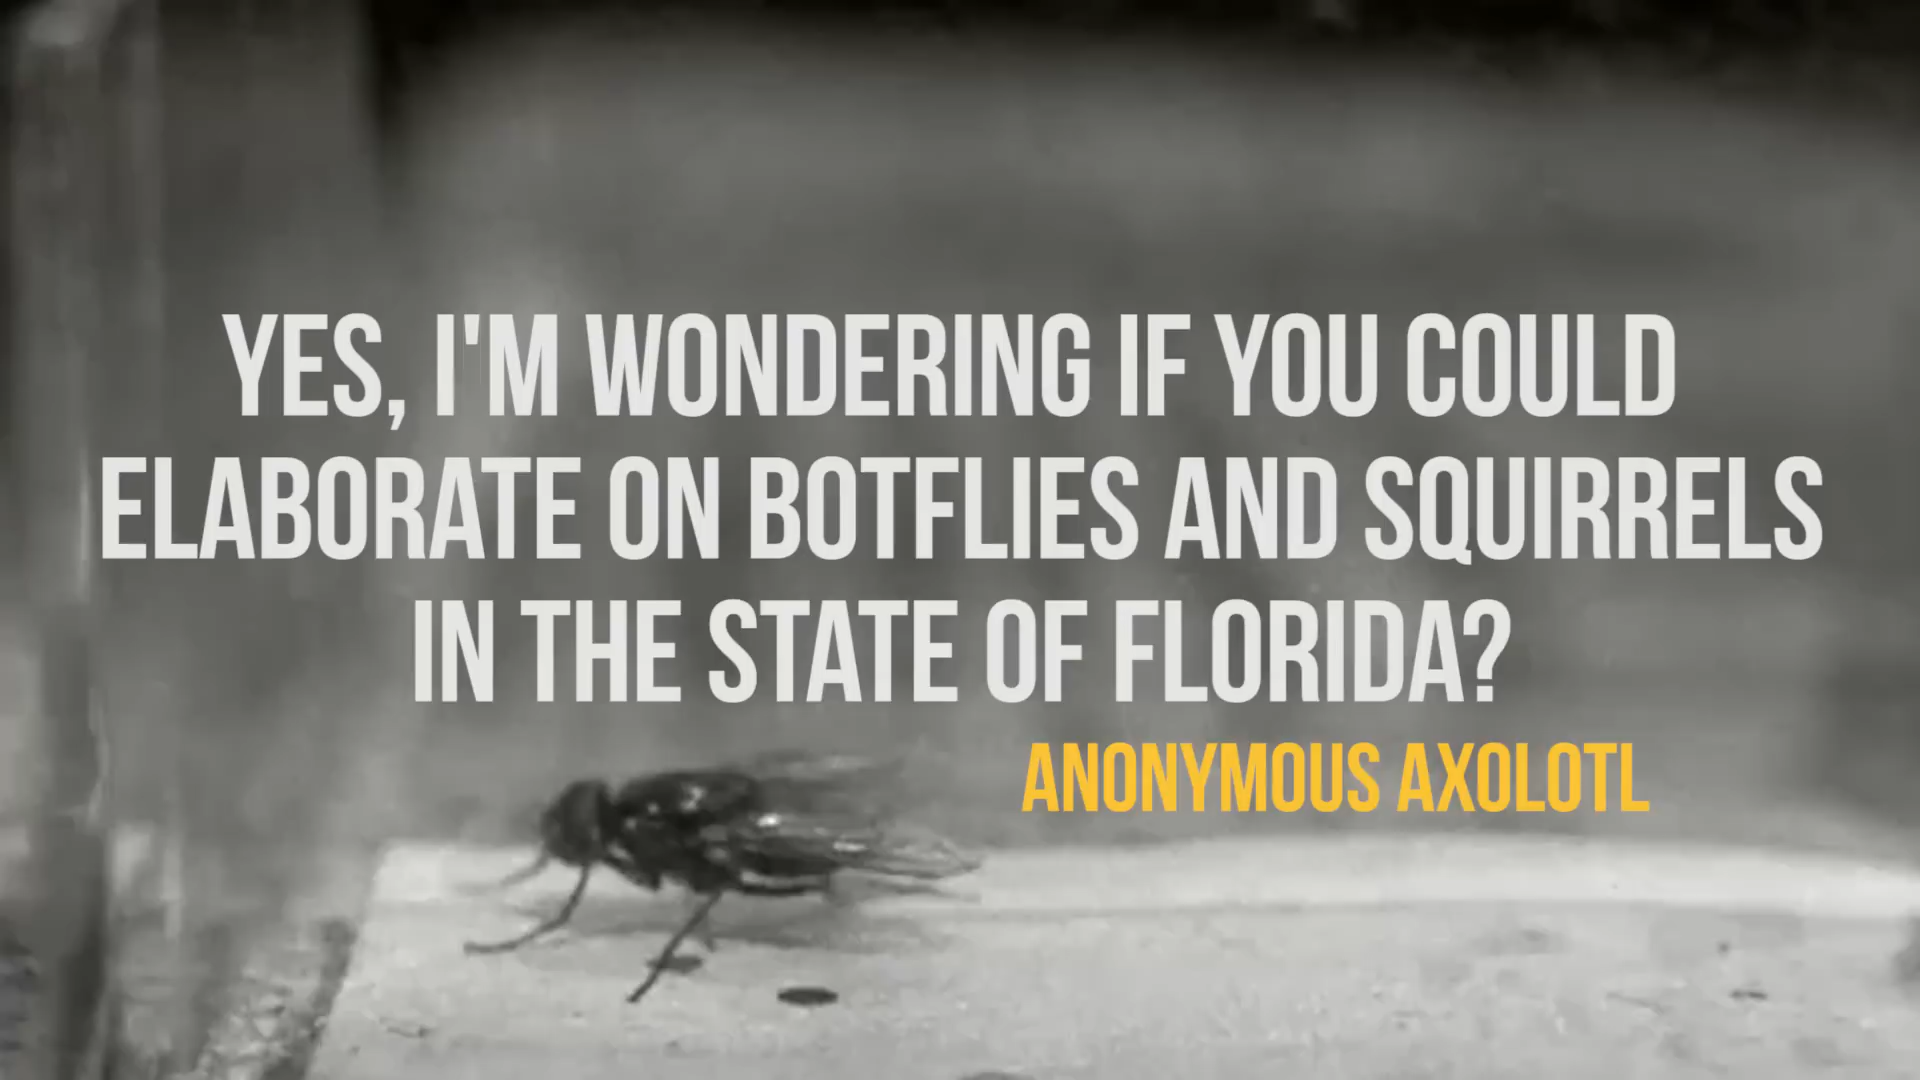 YES, I'M WONDERING IF YOU COULD
ELABORATE ON BOTFLIES AND SQUIRRELS
IN THE STATE OF FLORIDA?
ANONYMOUS AXOLOTL